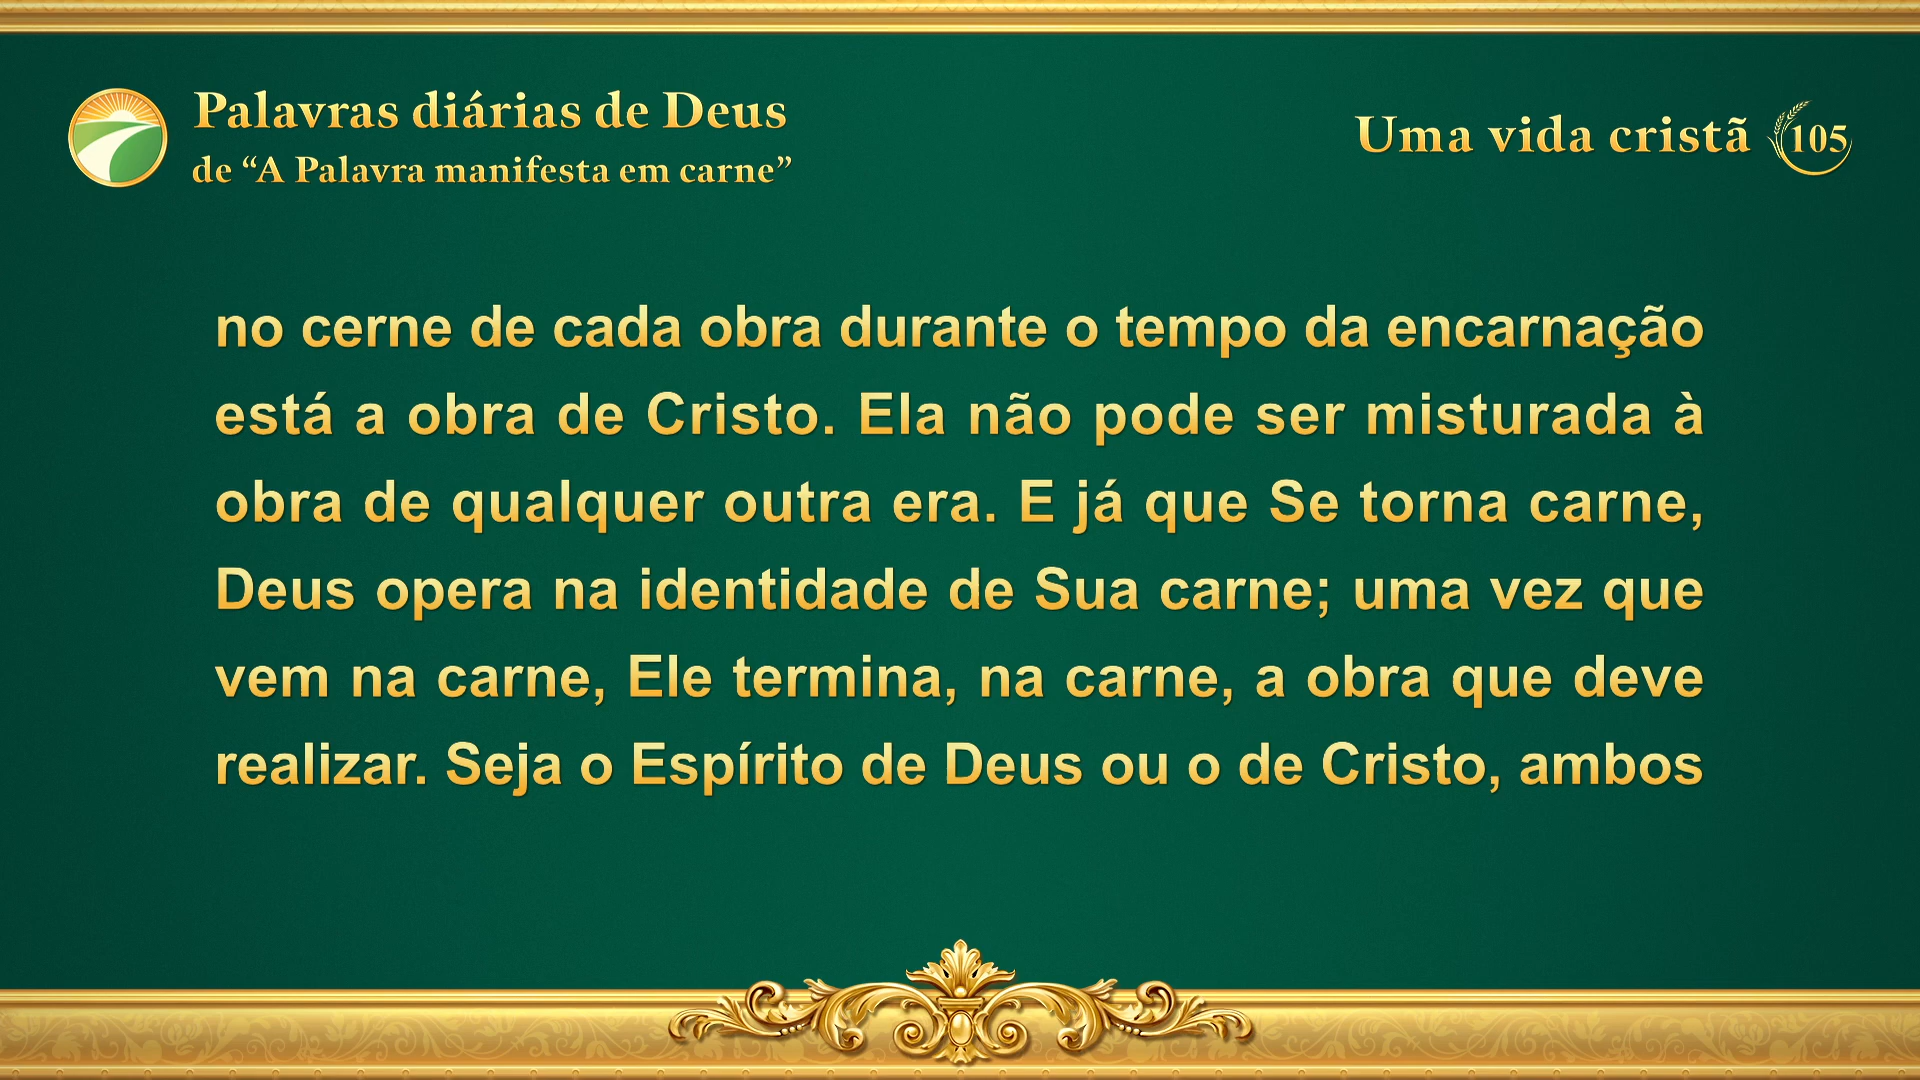 Palavras diárias de Deus
de “A Palavra manifesta em carne”
Uma vida cristã 105
no cerne de cada obra durante o tempo da encarnação
está a obra de Cristo. Ela não pode ser misturada à
obra de qualquer outra era. E já que Se torna carne,
Deus opera na identidade de Sua carne; uma vez que
vem na carne, Ele termina, na carne, a obra que deve
realizar. Seja o Espírito de Deus ou o de Cristo, ambos